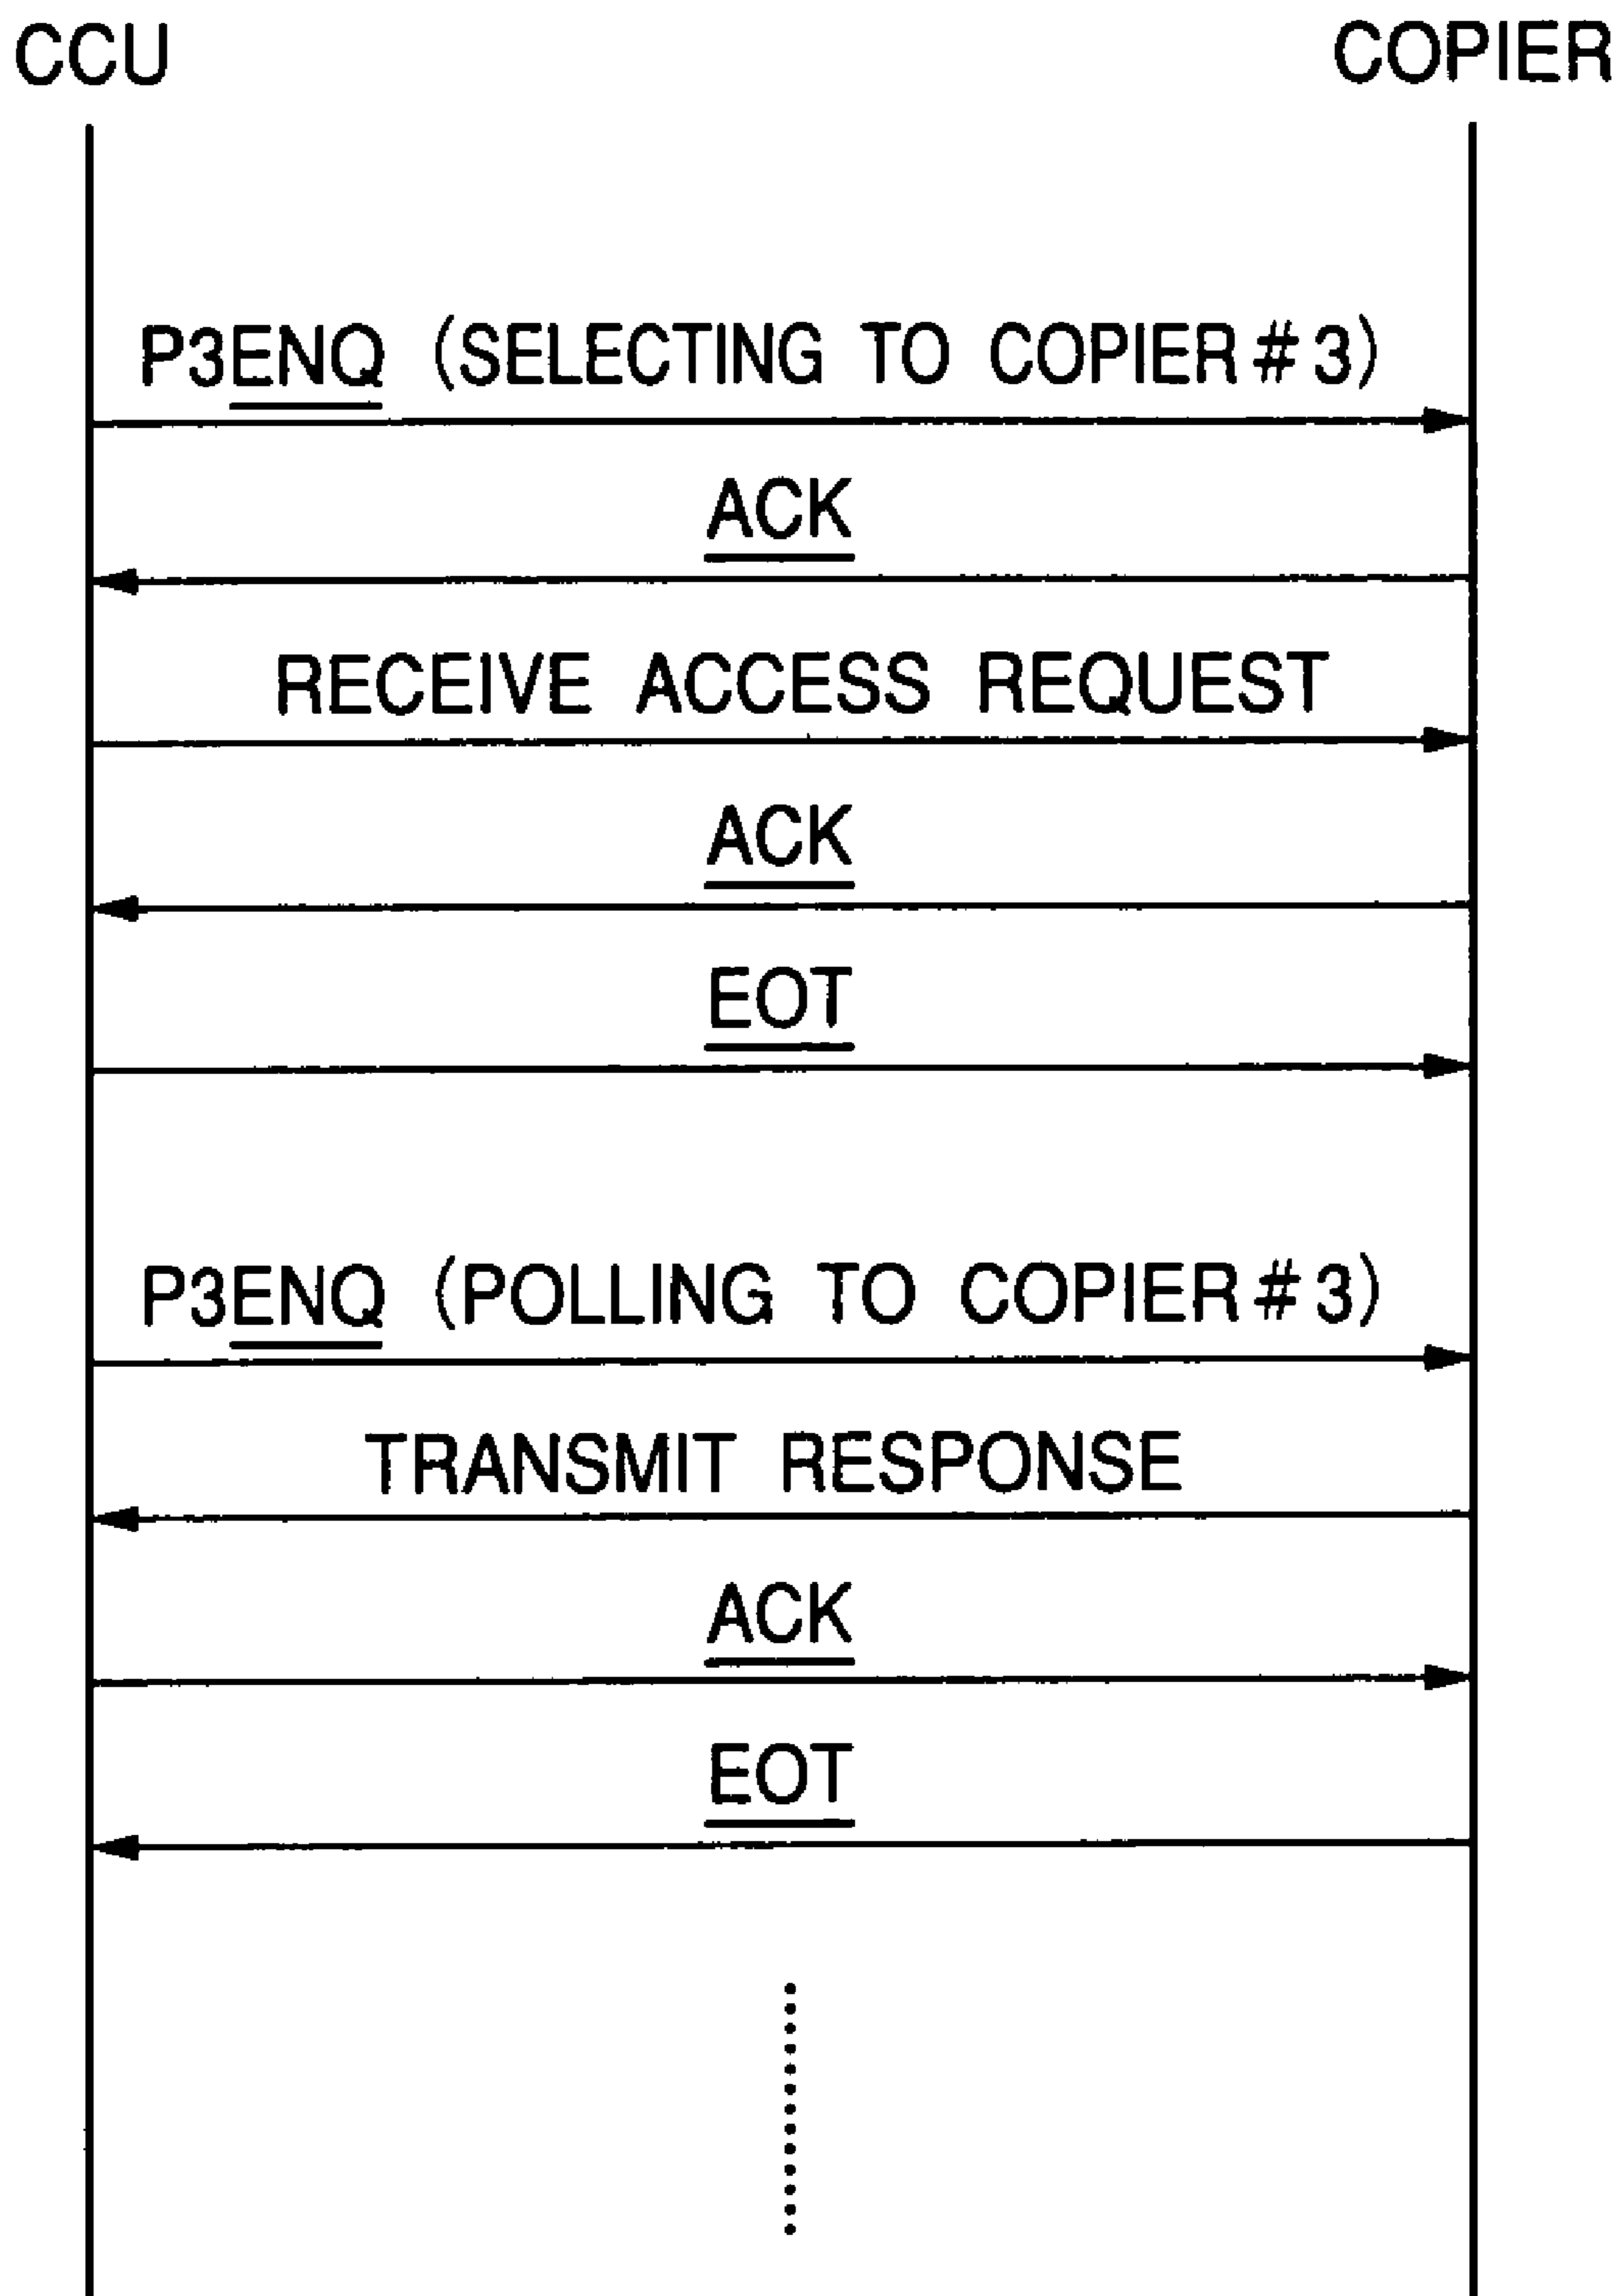 CCU COPIER
P3ENQ (SELECTING TO COPIER#3)
ACK
RECEIVE ACCESS REQUEST
ACK
EOT
P3ENQ (POLLING TO COPIER#3)
TRANSMIT RESPONSE
ACK
EOT